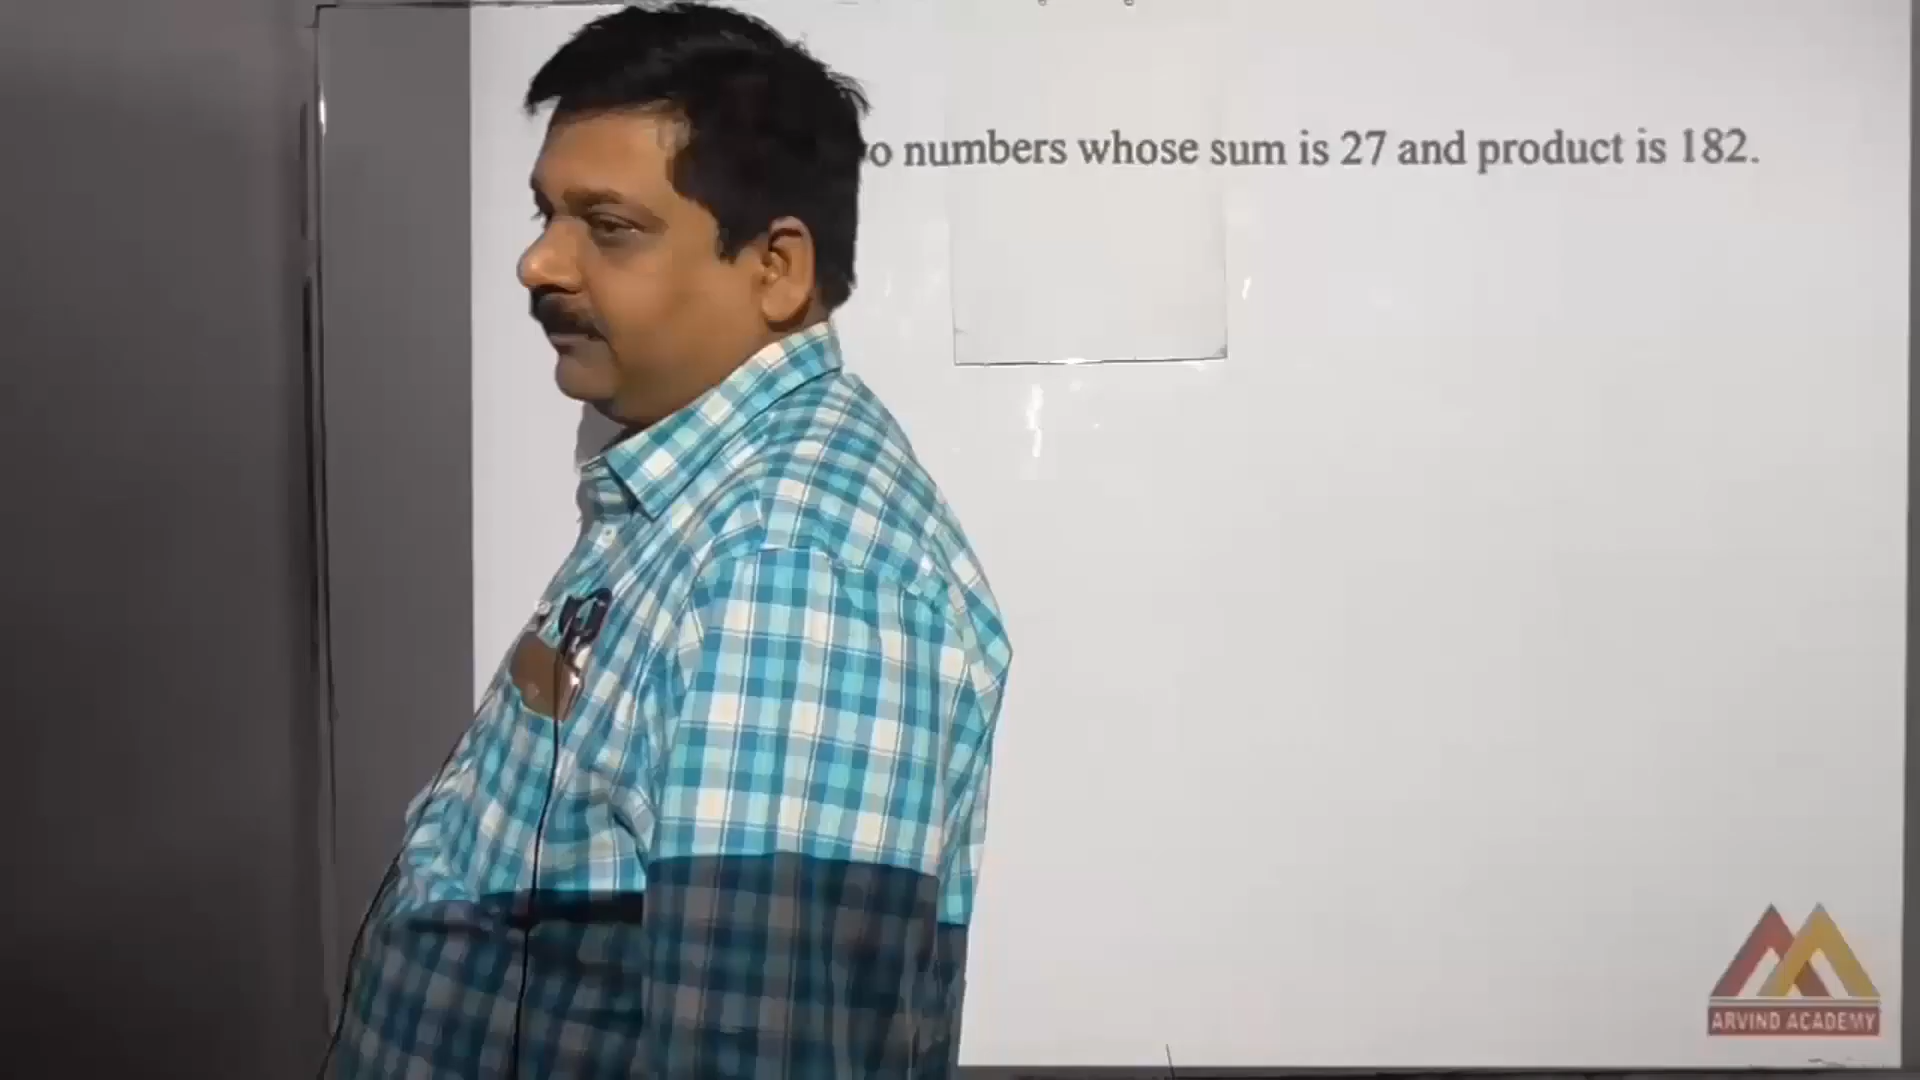 numbers whose sum is 27 and product is 182.
ARVIND ACADEMY